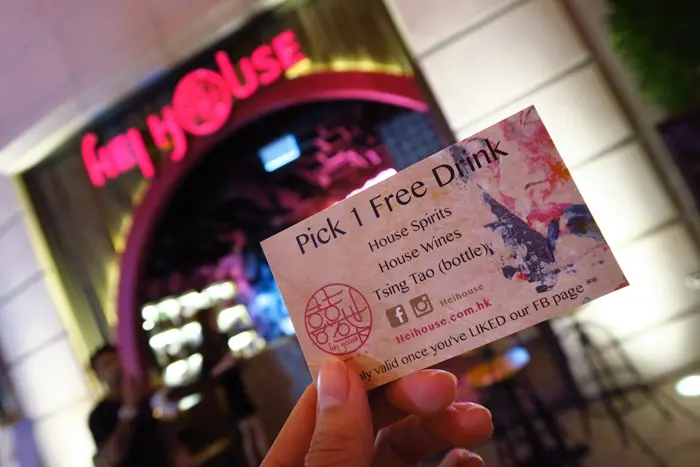 hEI hOUSE
Pick 1 Free Drink
House Spirits
House Wines
Tsing Tao (bottle)
Heihouse
Heihouse.com.hk
valid once you've LIKED our FB page